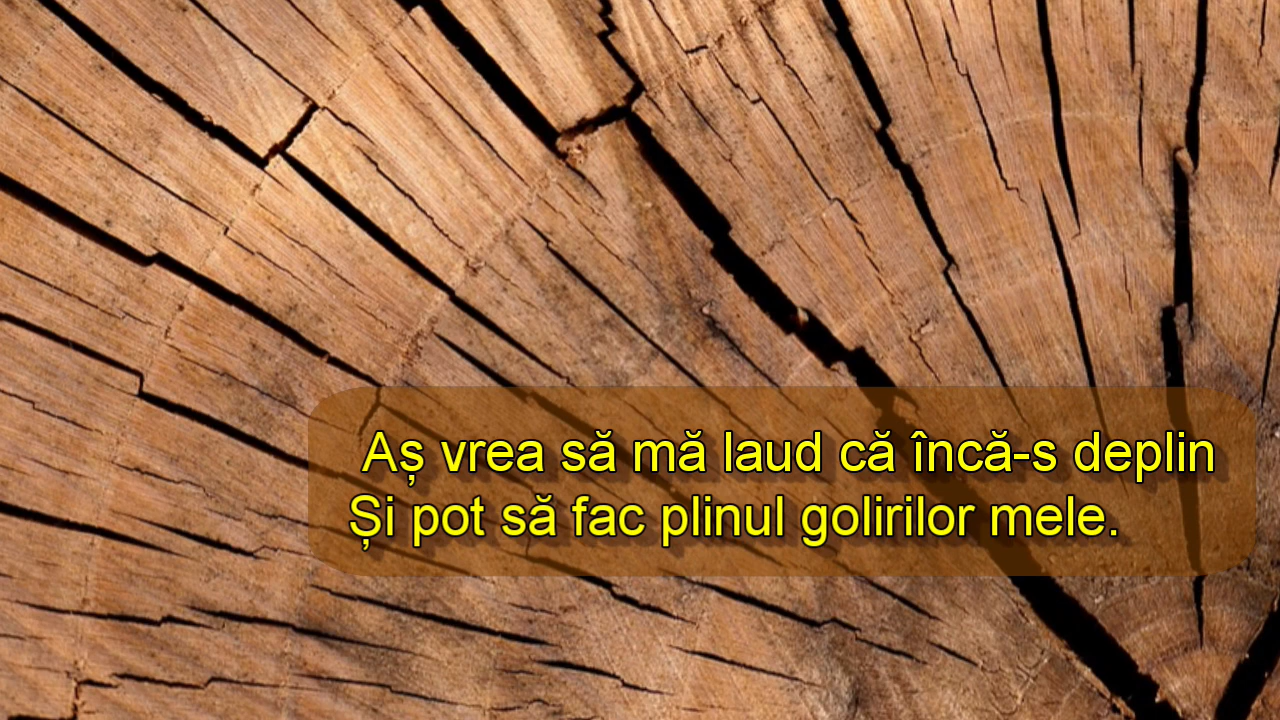 Aș vrea să mă laud că încă-s deplin
Și pot să fac plinul golirilor mele.